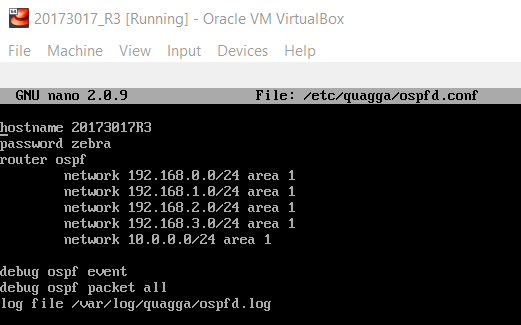 20173017_R3 [Running] - Oracle VM VirtualBox
File Machine View Input Devices Help
GNU nano 2.0.9 File: /etc/quagga/ospfd.conf
hostname 20173017R3
password zebra
router ospf
network 192.168.0.0/24 area 1
network 192.168.1.0/24 area 1
network 192.168.2.0/24 area 1
network 192.168.3.0/24 area 1
network 10.0.0.0/24 area 1
debug ospf event
debug ospf packet all
log file /var/log/quagga/ospfd.log